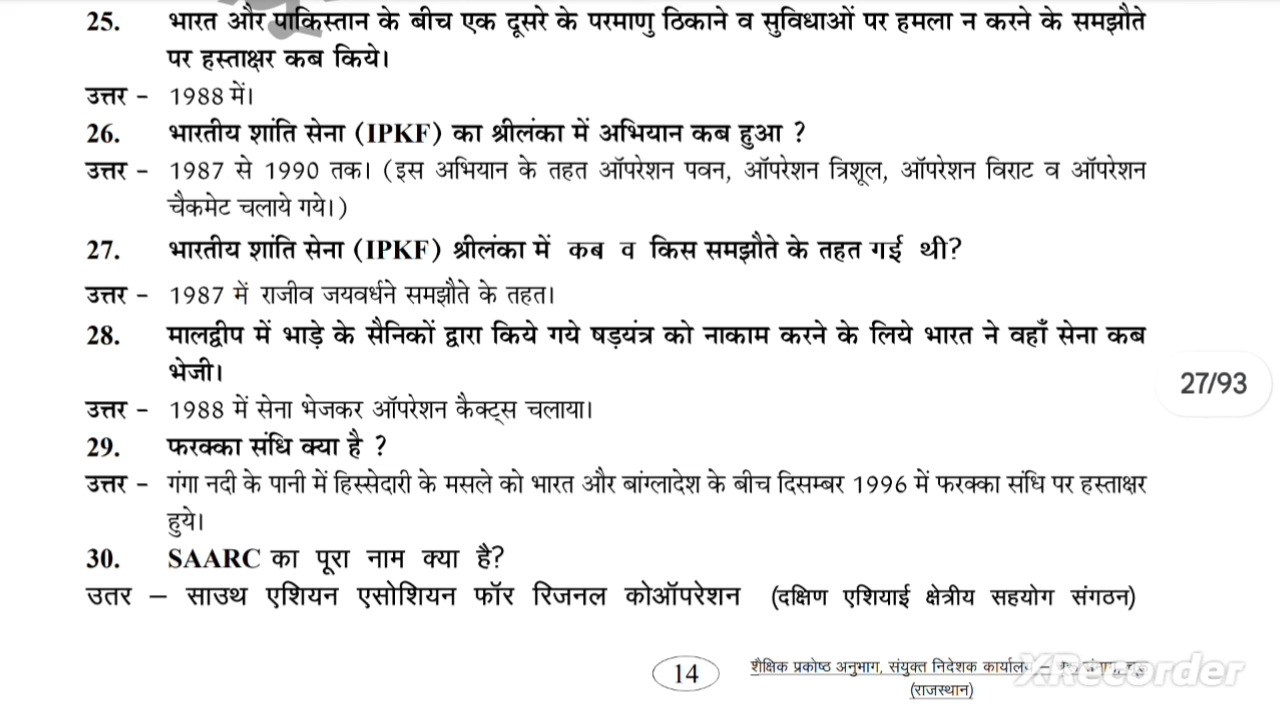 25. भारत और पाकिस्तान के बीच एक दूसरे के परमाणु ठिकाने व सुविधाओं पर हमला न करने के समझौते
पर हस्ताक्षर कब किये।
उत्तर - 1988 में।
26. भारतीय शांति सेना (IPKF) का श्रीलंका में अभियान कब हुआ ?
उत्तर - 1987 से 1990 तक। (इस अभियान के तहत ऑपरेशन पवन, ऑपरेशन त्रिशूल, ऑपरेशन विराट व ऑपरेशन
चैकमेट चलाये गये।)
27. भारतीय शांति सेना (IPKF) श्रीलंका में कब व किस समझौते के तहत गई थी?
उत्तर - 1987 में राजीव जयवर्धने समझौते के तहत।
28. मालद्वीप में भाड़े के सैनिकों द्वारा किये गये षड़यंत्र को नाकाम करने के लिये भारत ने वहाँ सेना कब
भेजी।
27/93
उत्तर - 1988 में सेना भेजकर ऑपरेशन कैक्ट्स चलाया।
29. फरक्का संधि क्या है ?
उत्तर - गंगा नदी के पानी में हिस्सेदारी के मसले को भारत और बांग्लादेश के बीच दिसम्बर 1996 में फरक्का संधि पर हस्ताक्षर
हुये।
30. SAARC का पूरा नाम क्या है?
उतर – साउथ एशियन एसोशियन फॉर रिजनल कोऑपरेशन (दक्षिण एशियाई क्षेत्रीय सहयोग संगठन)
14 शैक्षिक प्रकोष्ठ अनुभाग, संयुक्त निदेशक कार्यालय –
(राजस्थान)
XRecorder